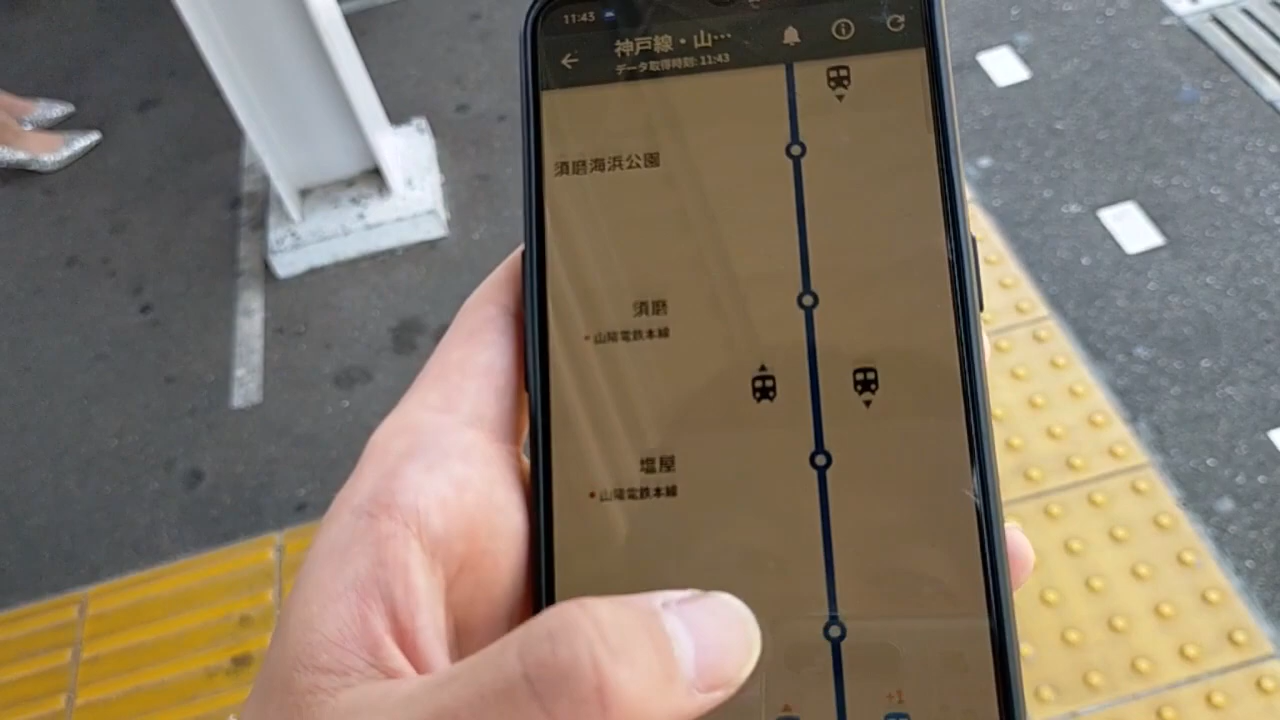 11:43
神戸線・山…
データ取得時刻: 11:43
須磨海浜公園
須磨
山陽電鉄本線
塩屋
山陽電鉄本線
+1